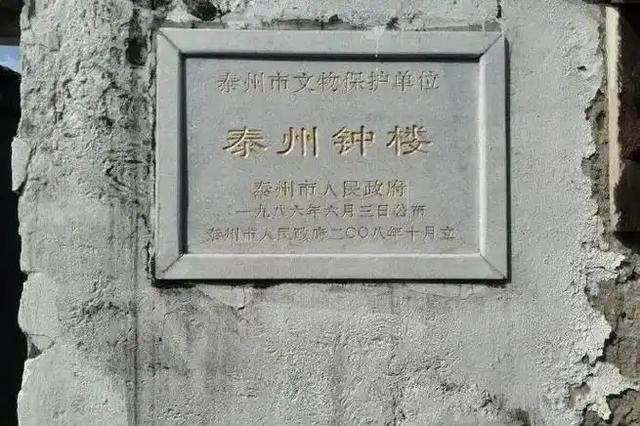 泰州市文物保护单位
泰州钟楼
泰州市人民政府
一九八六年六月三日公布
泰州市人民政府二〇〇八年十月立